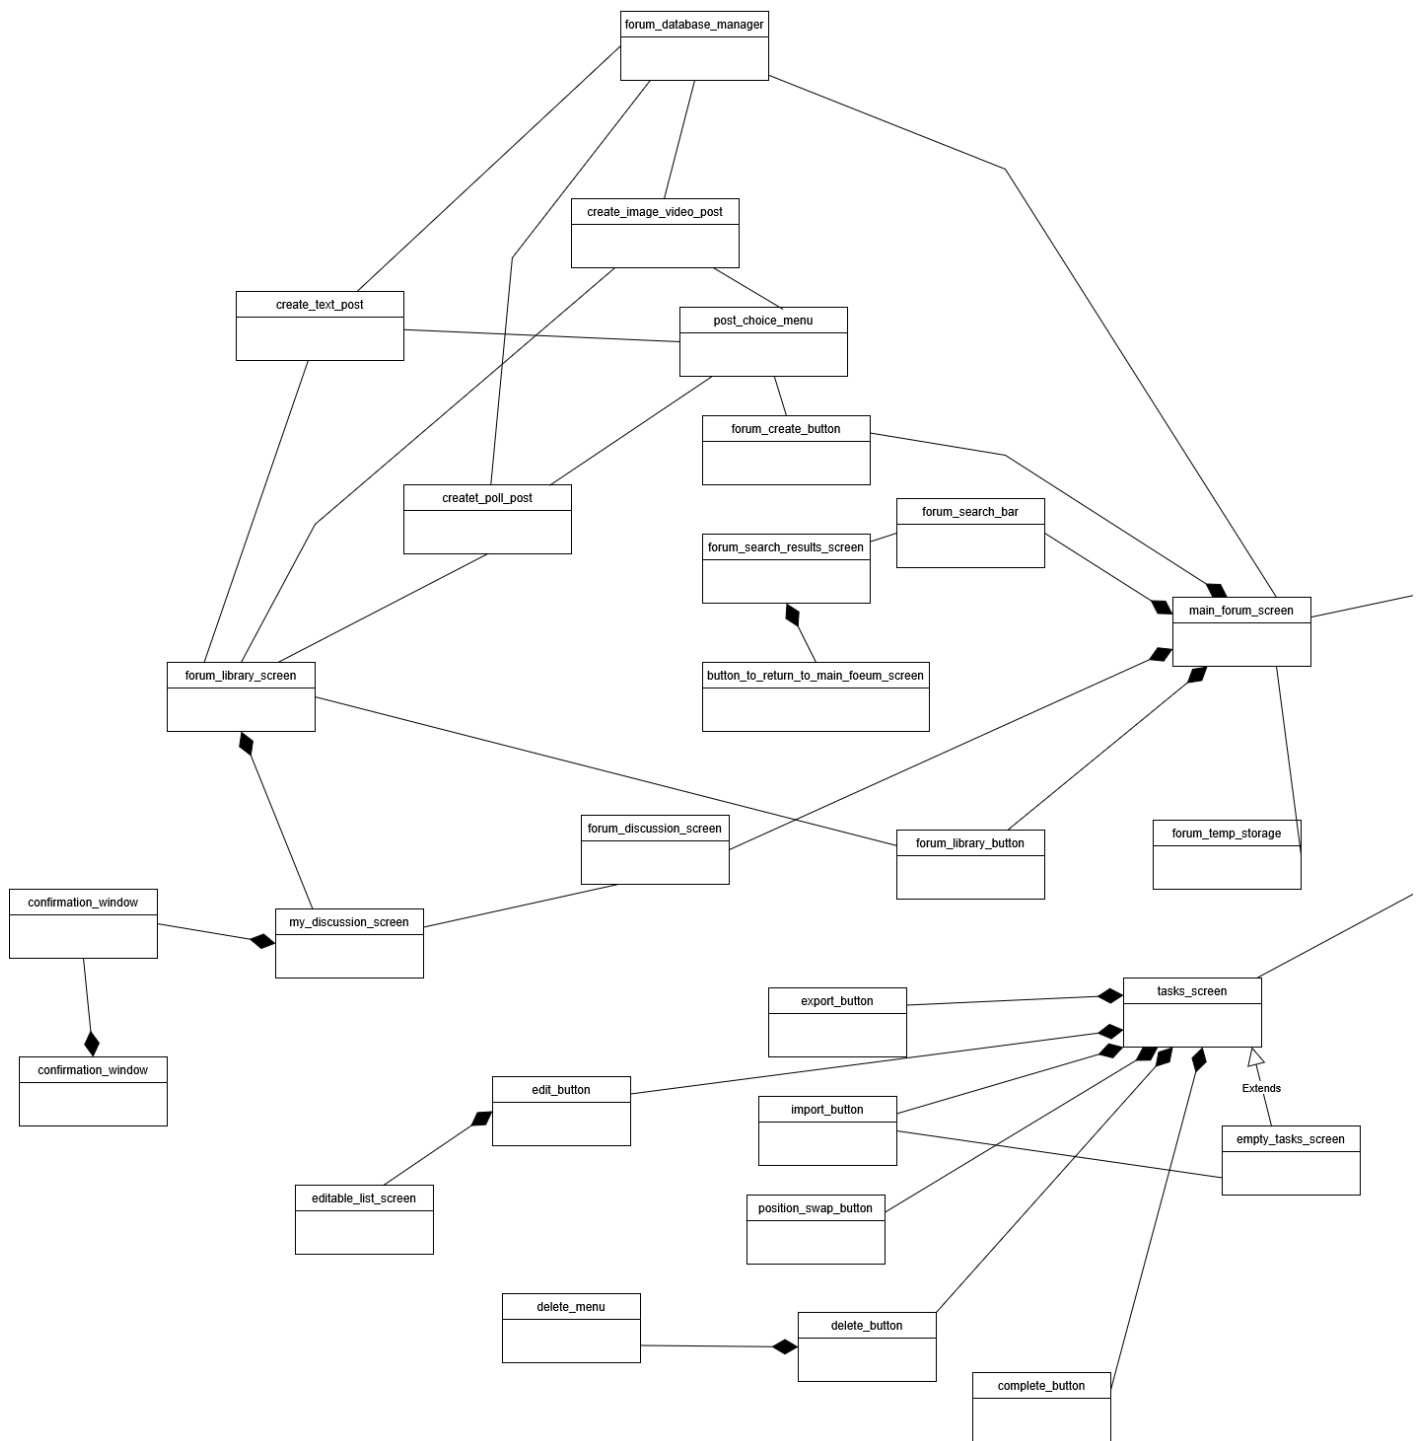 forum_database_manager
create_image_video_post
create_text_post
post_choice_menu
forum_create_button
createt_poll_post
forum_search_bar
forum_search_results_screen
main_forum_screen
forum_library_screen
button_to_return_to_main_foeum_screen
forum_discussion_screen
forum_library_button
forum_temp_storage
confirmation_window
my_discussion_screen
tasks_screen
export_button
confirmation_window
edit_button
Extends
import_button
empty_tasks_screen
editable_list_screen
position_swap_button
delete_menu
delete_button
complete_button